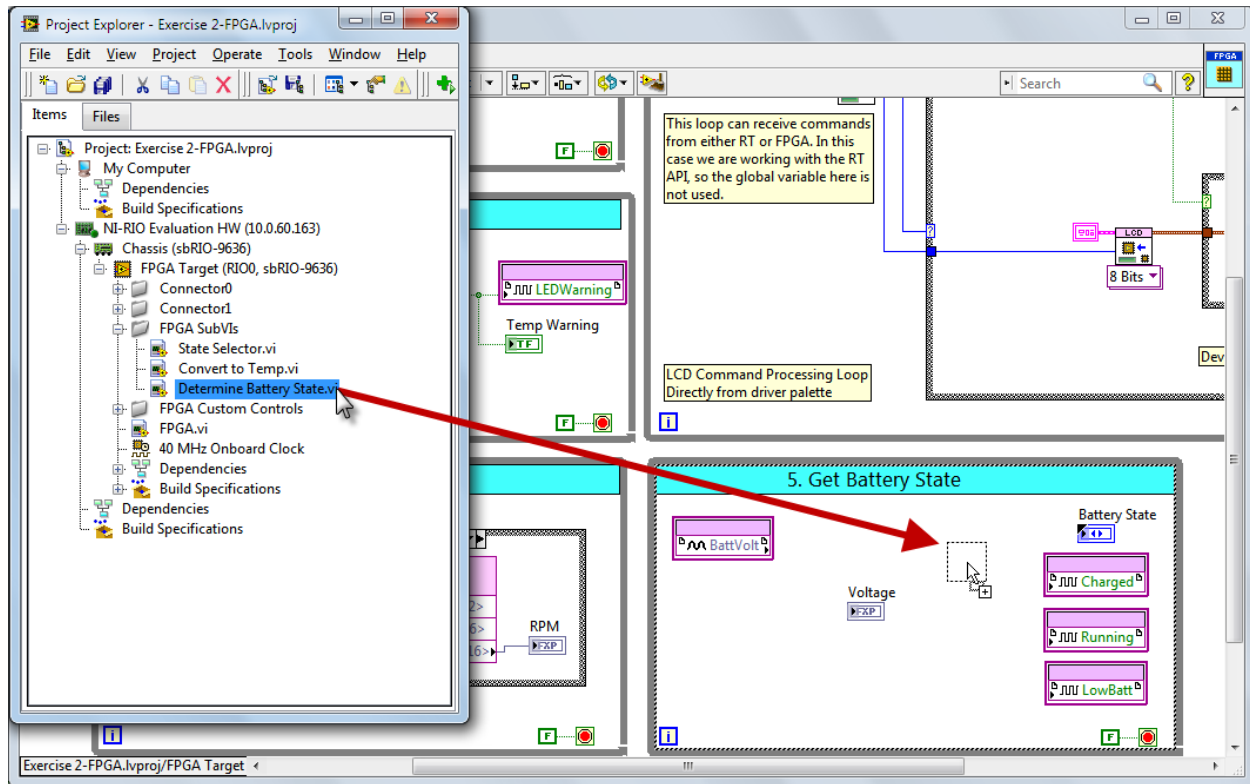 Project Explorer - Exercise 2-FPGA.lvproj
File Edit View Project Operate Tools Window Help
Items Files
Project: Exercise 2-FPGA.lvproj
My Computer
Dependencies
Build Specifications
NI-RIO Evaluation HW (10.0.60.163)
Chassis (sbRIO-9636)
FPGA Target (RIO0, sbRIO-9636)
Connector0
Connector1
FPGA SubVIs
State Selector.vi
Convert to Temp.vi
Determine Battery State.vi
FPGA Custom Controls
FPGA.vi
40 MHz Onboard Clock
Dependencies
Build Specifications
Dependencies
Build Specifications
Search
?
FPGA
This loop can receive commands
from either RT or FPGA. In this
case we are working with the RT
API, so the global variable here is
not used.
F
LEDWarning
Temp Warning
TF
F
?
?
LCD
8 Bits
Dev
LCD Command Processing Loop
Directly from driver palette
i
2>
6>
16>
RPM
FXP
i
F
5. Get Battery State
BattVolt
Voltage
FXP
Battery State
Charged
Running
LowBatt
i
F
Exercise 2-FPGA.lvproj/FPGA Target